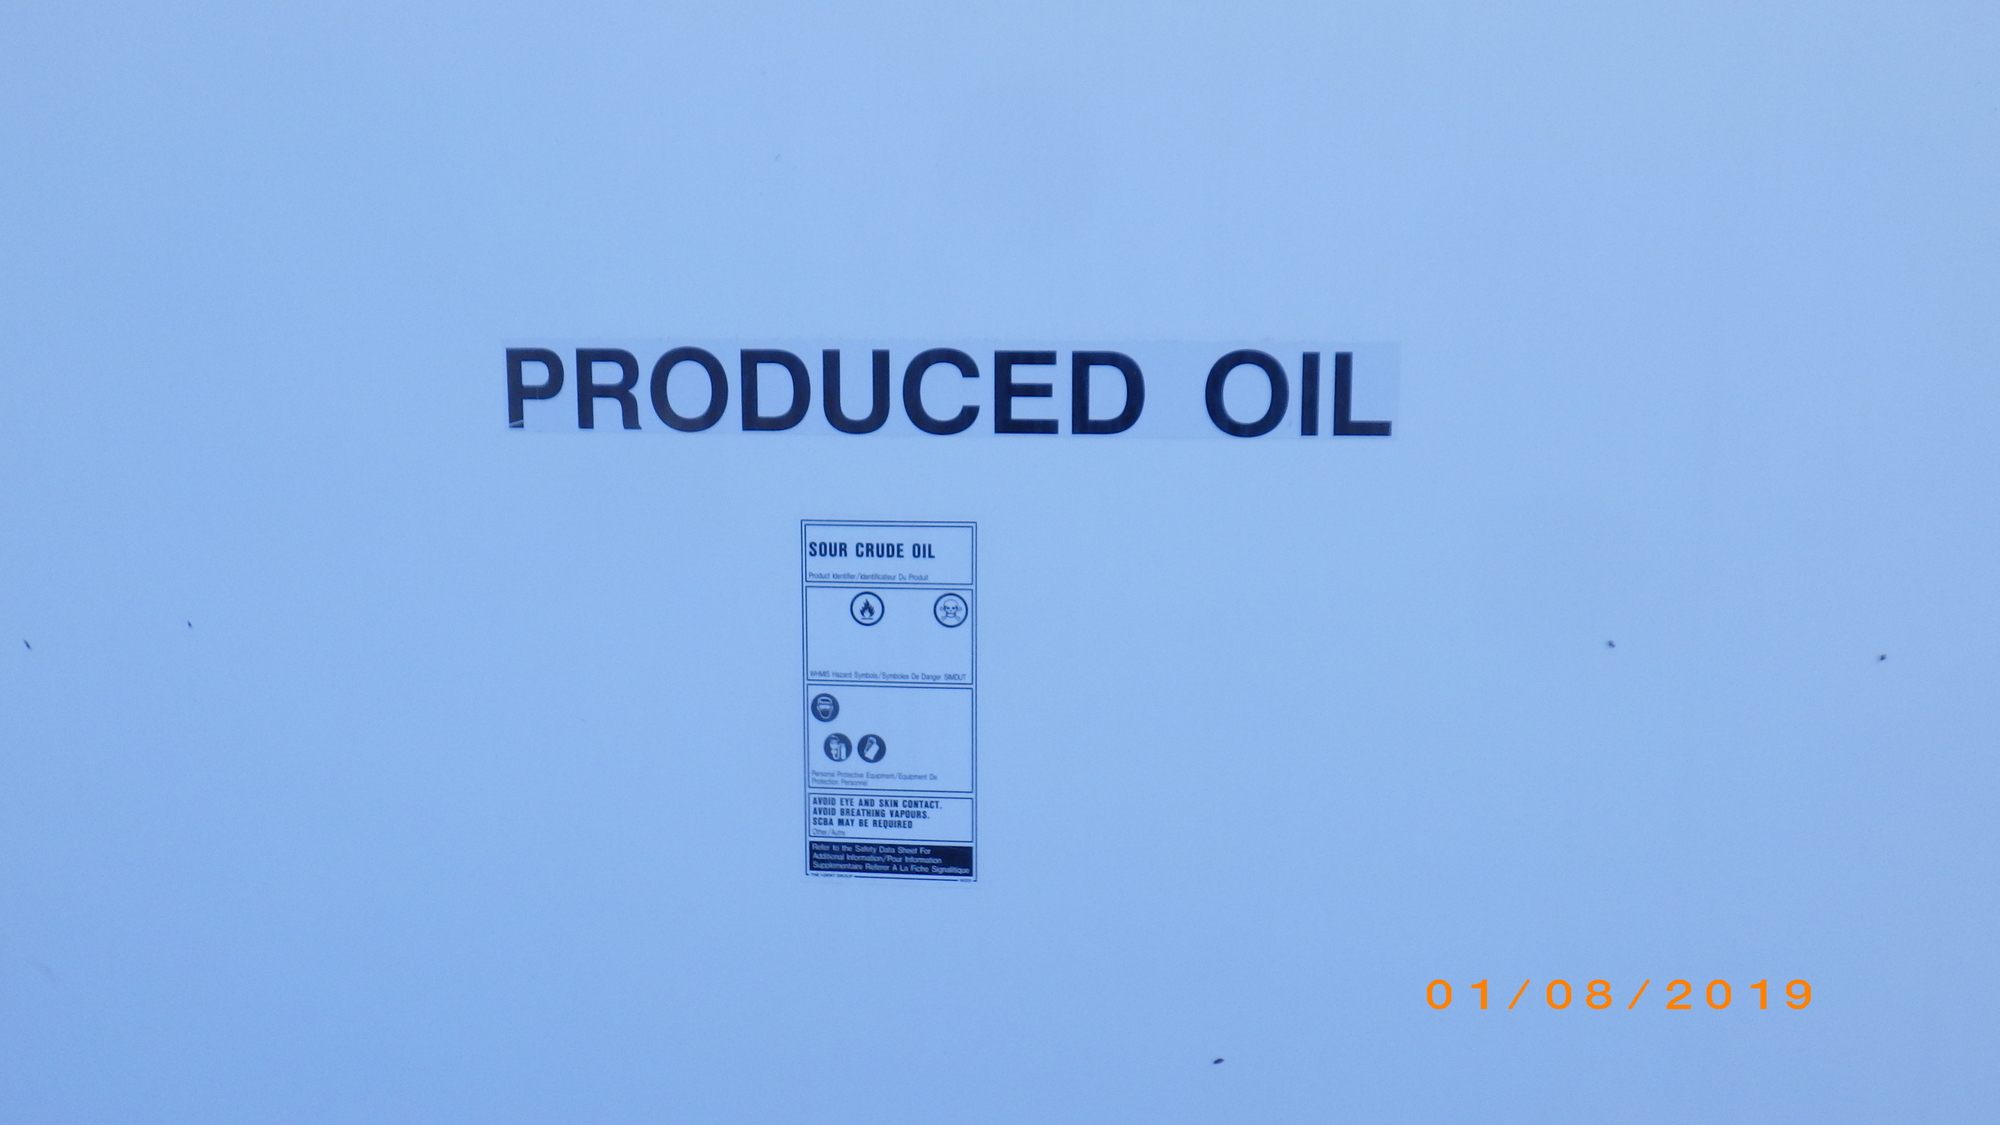 PRODUCED OIL
SOUR CRUDE OIL
Product Identifier/Identificateur Du Produit
WHMIS Hazard Symbols/Symboles De Danger SIMDUT
Personal Protective Equipment/Equipment De
Protection Personnel
AVOID EYE AND SKIN CONTACT.
AVOID BREATHING VAPOURS.
SCBA MAY BE REQUIRED
Other/Autre
Refer to the Safety Data Sheet For
Additional Information/Pour Information
Supplementaire Referer A La Fiche Signalitique
01/08/2019